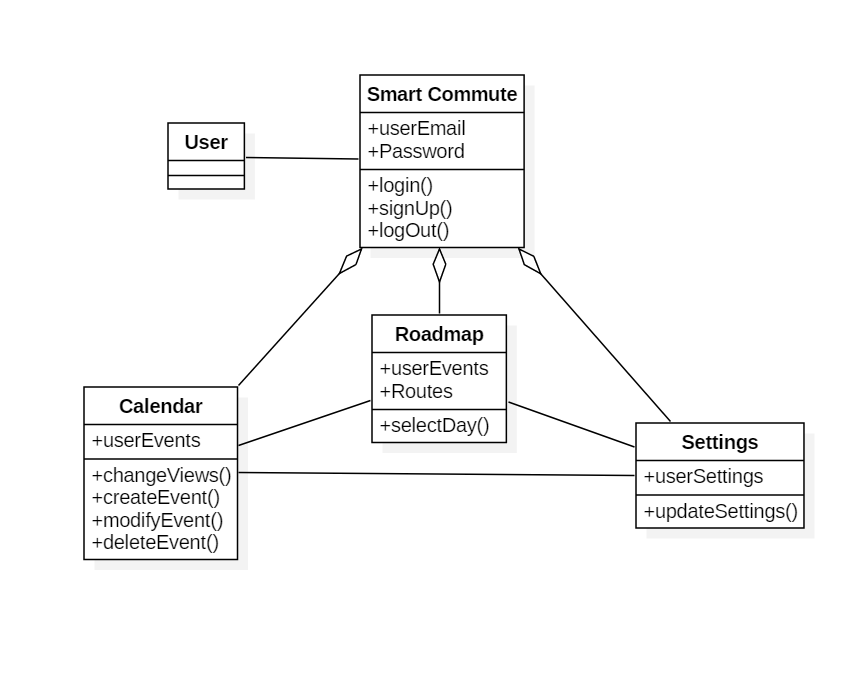 Smart Commute
+userEmail
+Password
+login()
+signUp()
+logOut()
User
Roadmap
+userEvents
+Routes
+selectDay()
Calendar
+userEvents
+changeViews()
+createEvent()
+modifyEvent()
+deleteEvent()
Settings
+userSettings
+updateSettings()